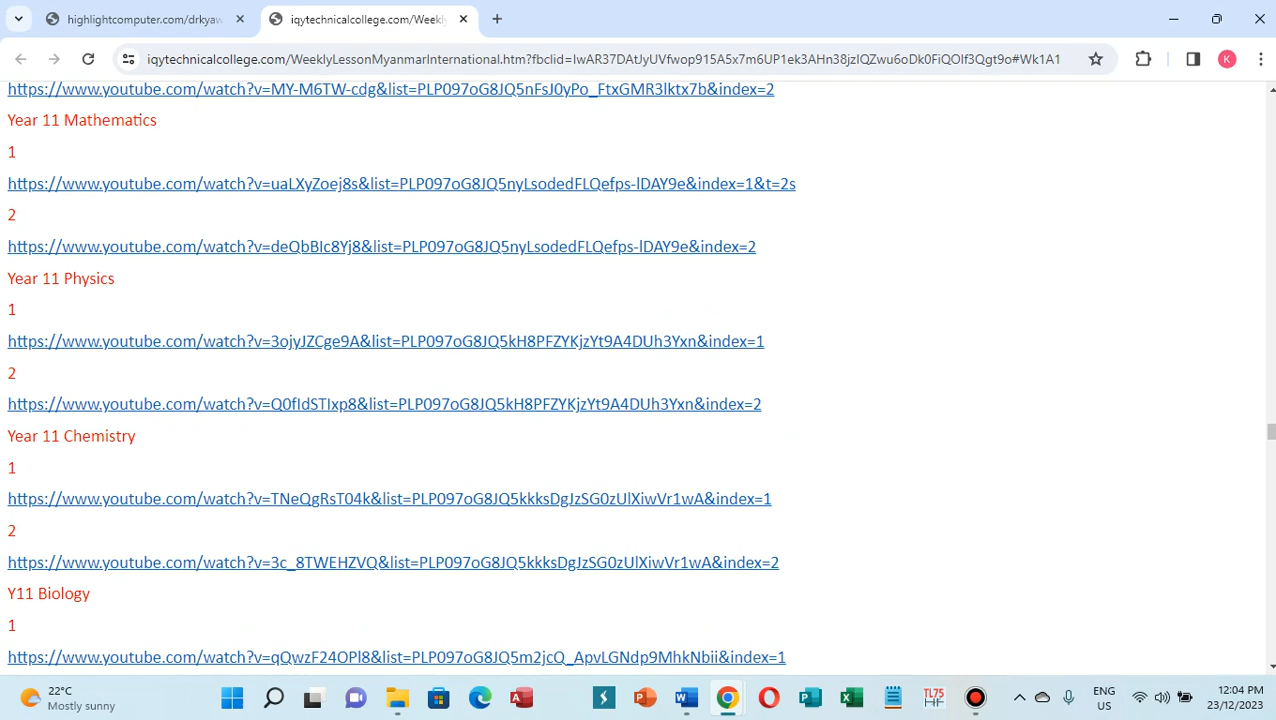 highlightcomputer.com/drkyaw
iqytechnicalcollege.com/Weekly
iqytechnicalcollege.com/WeeklyLessonMyanmarInternational.htm?fbclid=IwAR37DAtJyUVfwop915A5x7m6UP1ek3AHn38jzIQZwu6oDk0FiQOIf3Qgt9o#Wk1A1
K
https://www.youtube.com/watch?v=MY-M6TW-cdg&list=PLP097oG8JQ5nFsJ0yPo_FtxGMR3lktx7b&index=2
Year 11 Mathematics
1
https://www.youtube.com/watch?v=uaLXyZoej8s&list=PLP097oG8JQ5nyLsodedFLQefps-lDAY9e&index=1&t=2s
2
https://www.youtube.com/watch?v=deQbBIc8Yj8&list=PLP097oG8JQ5nyLsodedFLQefps-lDAY9e&index=2
Year 11 Physics
1
https://www.youtube.com/watch?v=3ojyJZCge9A&list=PLP097oG8JQ5kH8PFZYKjzYt9A4DUh3Yxn&index=1
2
https://www.youtube.com/watch?v=Q0fIdSTIxp8&list=PLP097oG8JQ5kH8PFZYKjzYt9A4DUh3Yxn&index=2
Year 11 Chemistry
1
https://www.youtube.com/watch?v=TNeQgRsT04k&list=PLP097oG8JQ5kkksDgJzSG0zUlXiwVr1wA&index=1
2
https://www.youtube.com/watch?v=3c_8TWEHZVQ&list=PLP097oG8JQ5kkksDgJzSG0zUlXiwVr1wA&index=2
Y11 Biology
1
https://www.youtube.com/watch?v=qQwzF24OPl8&list=PLP097oG8JQ5m2jcQ_ApvLGNdp9MhkNbii&index=1
22°C
Mostly sunny
TL75
ENG
US
12:04 PM
23/12/2023